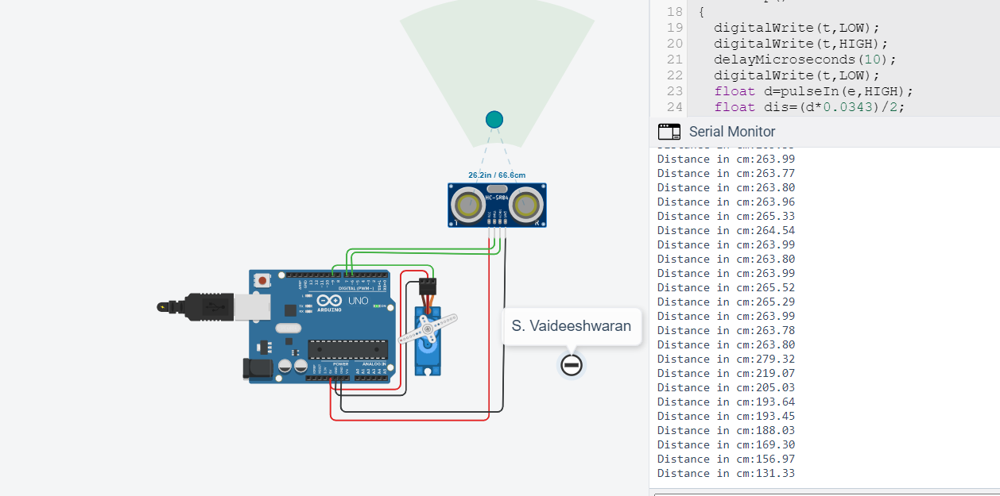 26.2in / 66.6cm
HC-SR04
T
R
DIGITAL (PWM~)
UNO
ARDUINO
POWER
ANALOG IN
S. Vaideeshwaran
18 {
19 digitalWrite(t,LOW);
20 digitalWrite(t,HIGH);
21 delayMicroseconds(10);
22 digitalWrite(t,LOW);
23 float d=pulseIn(e,HIGH);
24 float dis=(d*0.0343)/2;
Serial Monitor
Distance in cm:263.99
Distance in cm:263.77
Distance in cm:263.80
Distance in cm:263.96
Distance in cm:265.33
Distance in cm:264.54
Distance in cm:263.99
Distance in cm:263.80
Distance in cm:263.99
Distance in cm:265.52
Distance in cm:265.29
Distance in cm:263.99
Distance in cm:263.78
Distance in cm:263.80
Distance in cm:279.32
Distance in cm:219.07
Distance in cm:205.03
Distance in cm:193.64
Distance in cm:193.45
Distance in cm:188.03
Distance in cm:169.30
Distance in cm:156.97
Distance in cm:131.33